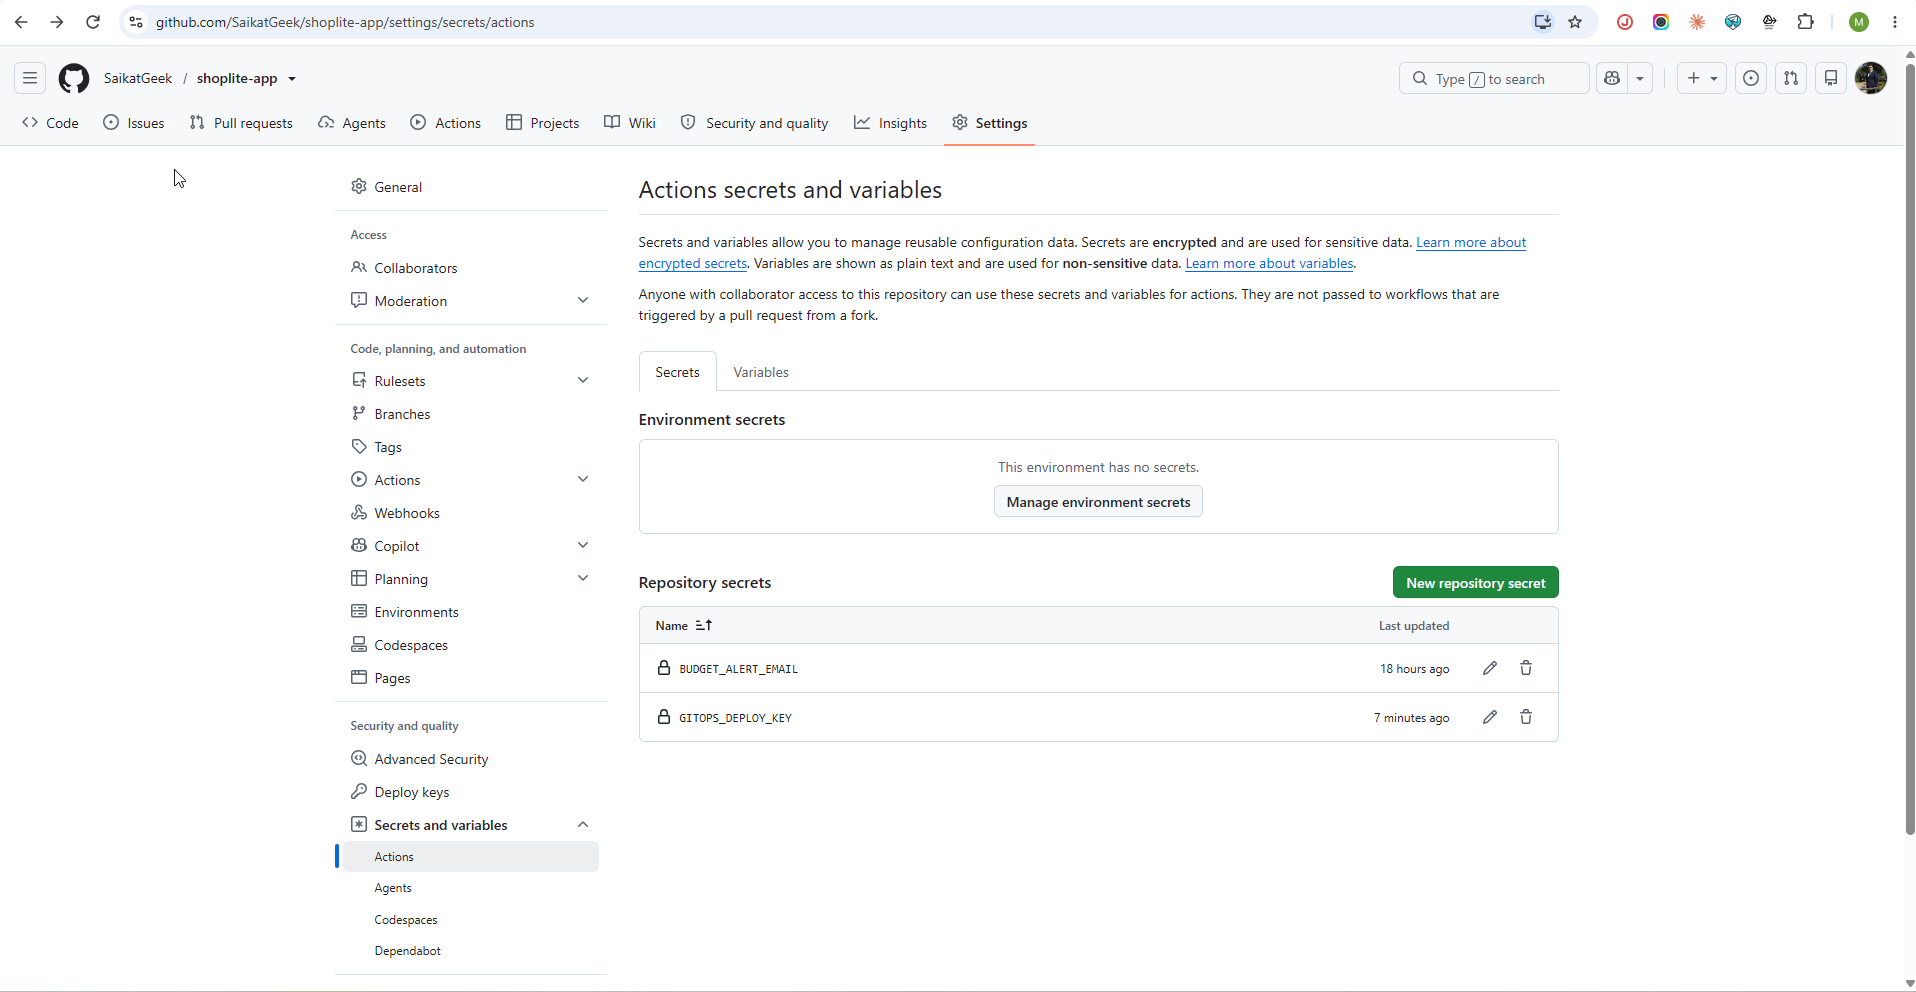 github.com/SaikatGeek/shoplite-app/settings/secrets/actions
M
SaikatGeek / shoplite-app
Type / to search
Code Issues Pull requests Agents Actions Projects Wiki Security and quality Insights Settings
General
Access
Collaborators
Moderation
Code, planning, and automation
Rulesets
Branches
Tags
Actions
Webhooks
Copilot
Planning
Environments
Codespaces
Pages
Security and quality
Advanced Security
Deploy keys
Secrets and variables
Actions
Agents
Codespaces
Dependabot
Actions secrets and variables
Secrets and variables allow you to manage reusable configuration data. Secrets are encrypted and are used for sensitive data. Learn more about
encrypted secrets. Variables are shown as plain text and are used for non-sensitive data. Learn more about variables.
Anyone with collaborator access to this repository can use these secrets and variables for actions. They are not passed to workflows that are
triggered by a pull request from a fork.
Secrets Variables
Environment secrets
This environment has no secrets.
Manage environment secrets
Repository secrets
New repository secret
Name Last updated
BUDGET_ALERT_EMAIL 18 hours ago
GITOPS_DEPLOY_KEY 7 minutes ago